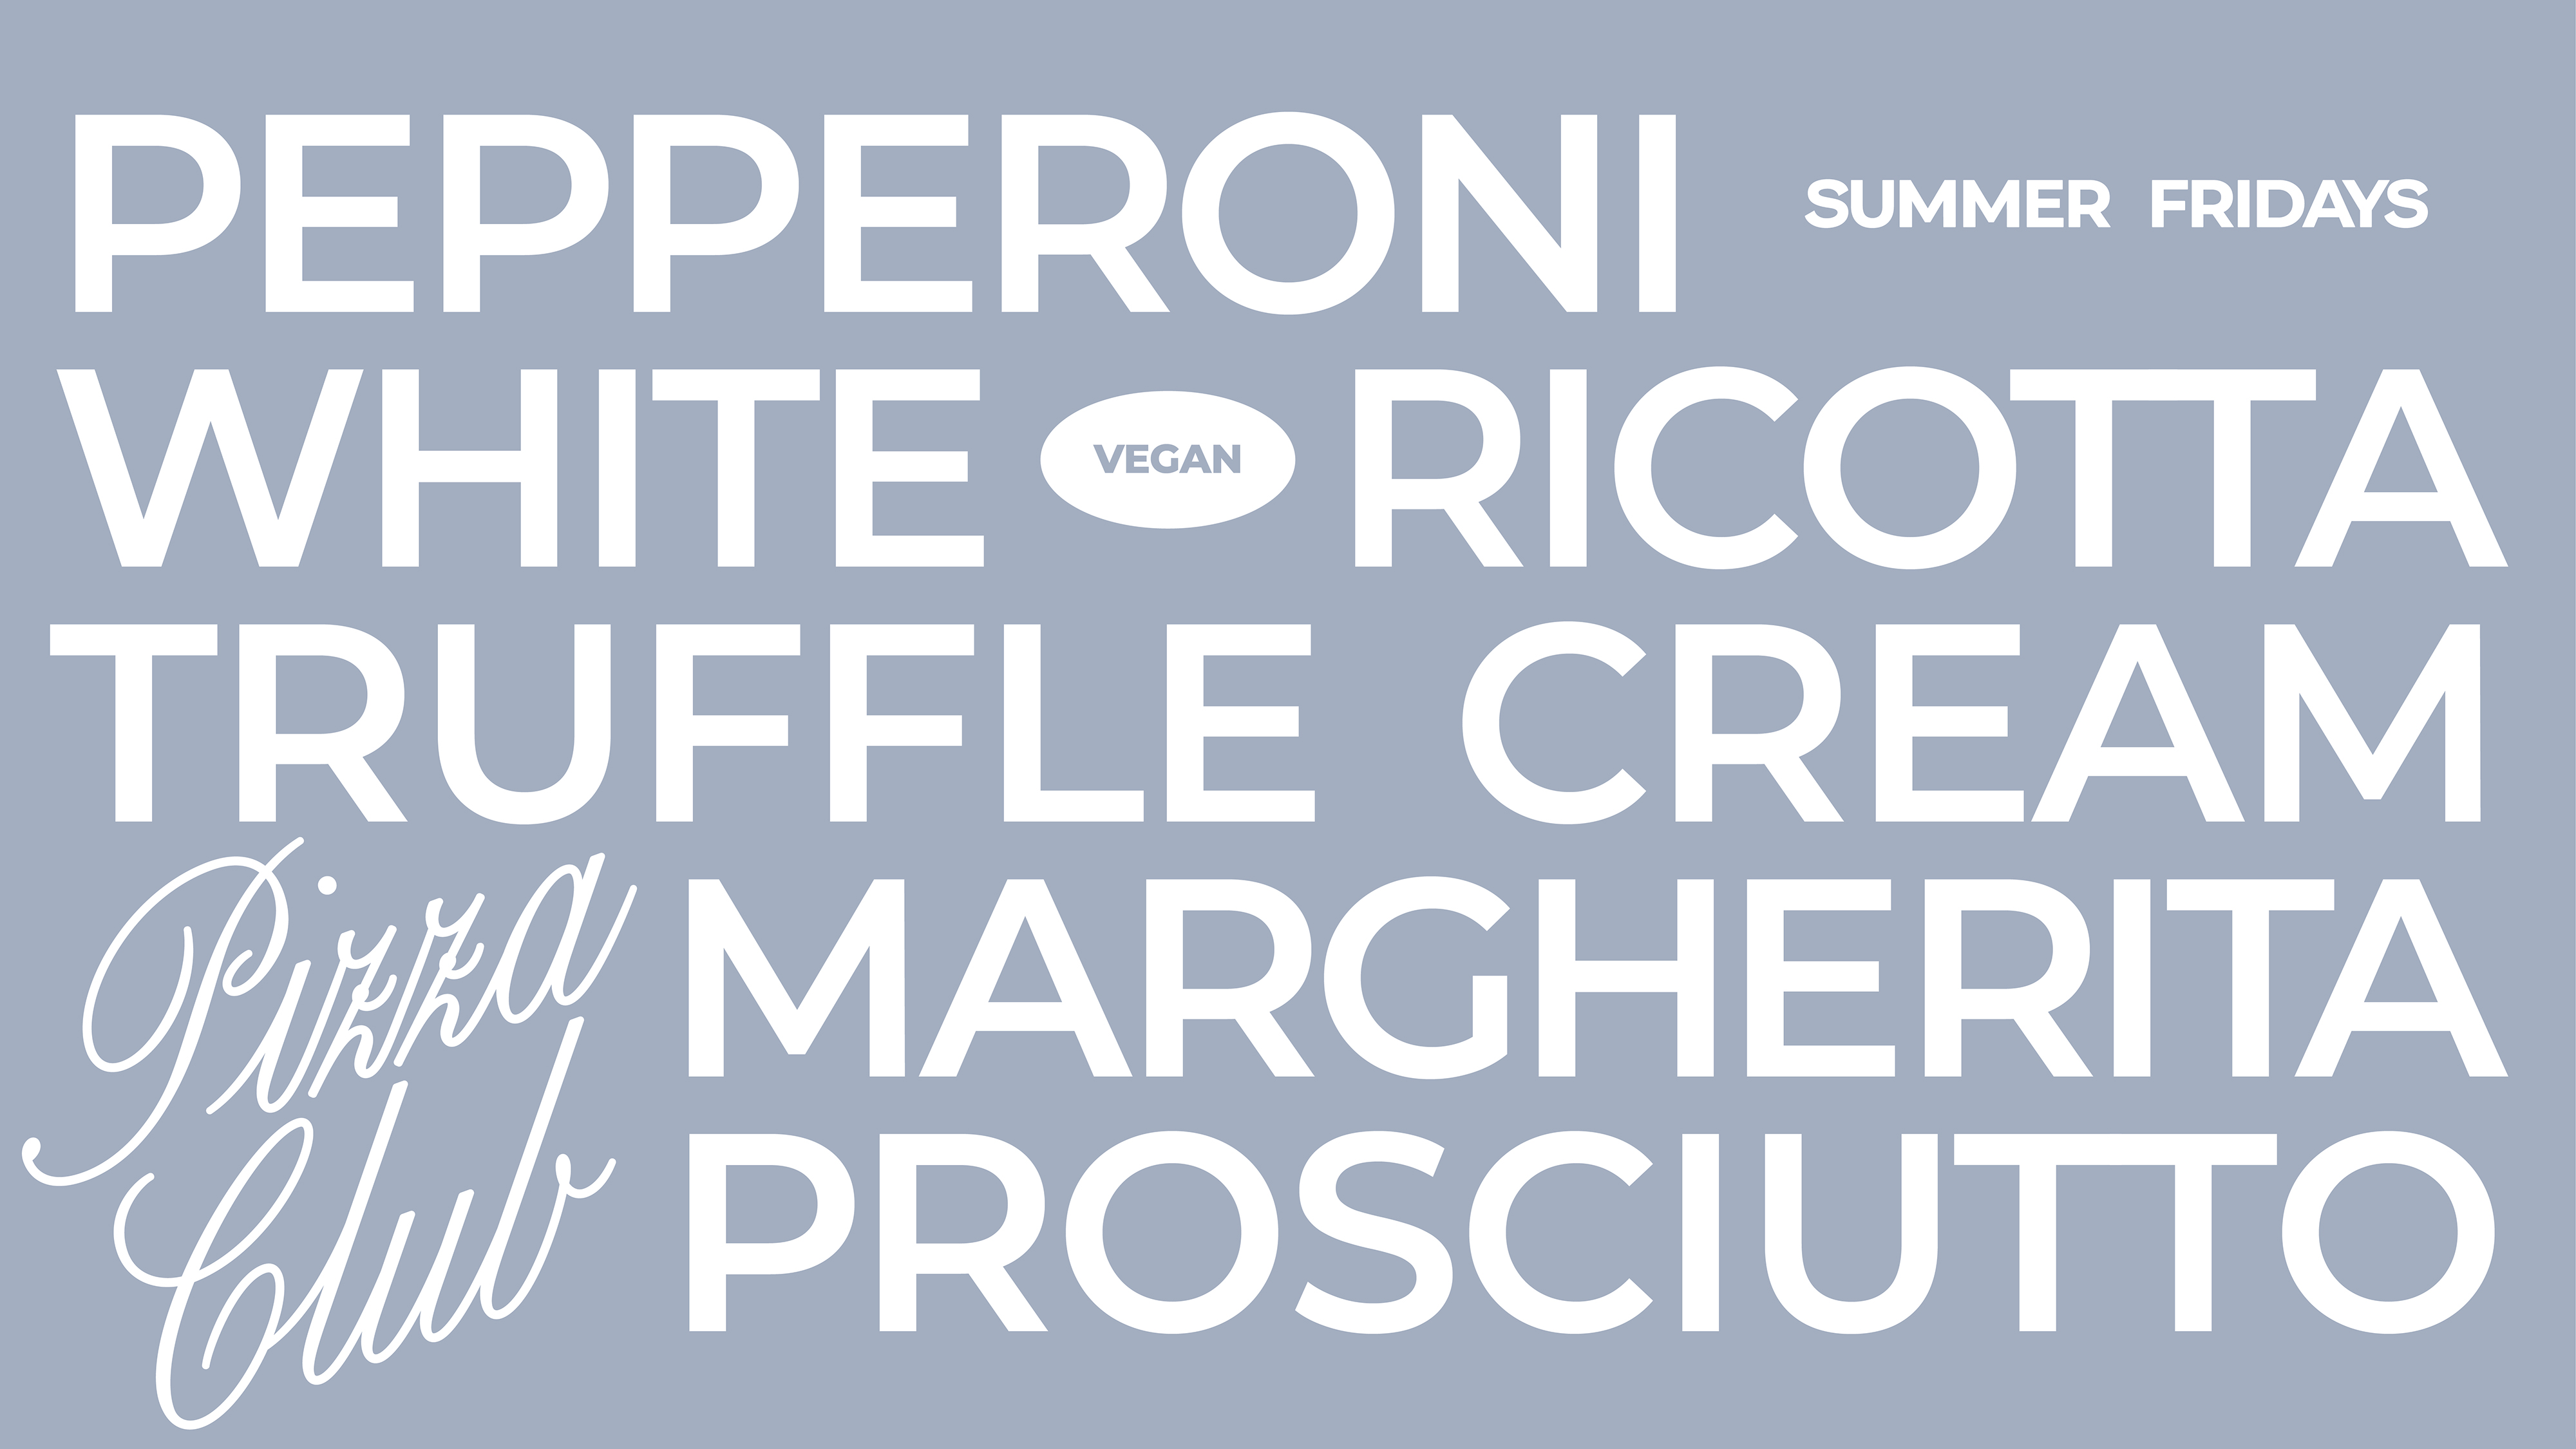 PEPPERONI SUMMER FRIDAYS
WHITE VEGAN RICOTTA
TRUFFLE CREAM
Pizza MARGHERITA
Club PROSCIUTTO